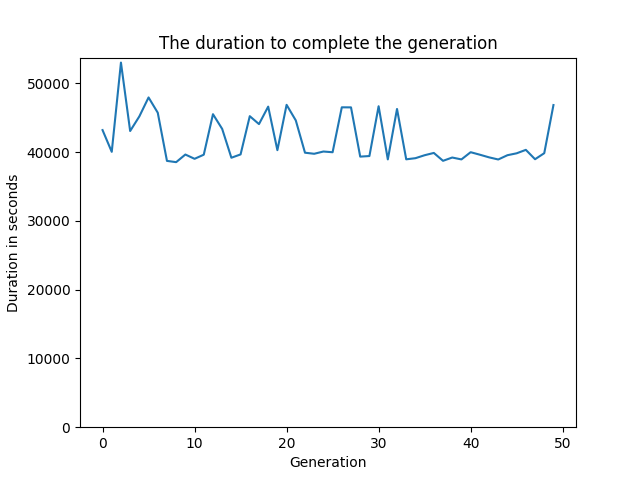 The duration to complete the generation
50000
40000
30000
20000
10000
0
Duration in seconds
0 10 20 30 40 50
Generation